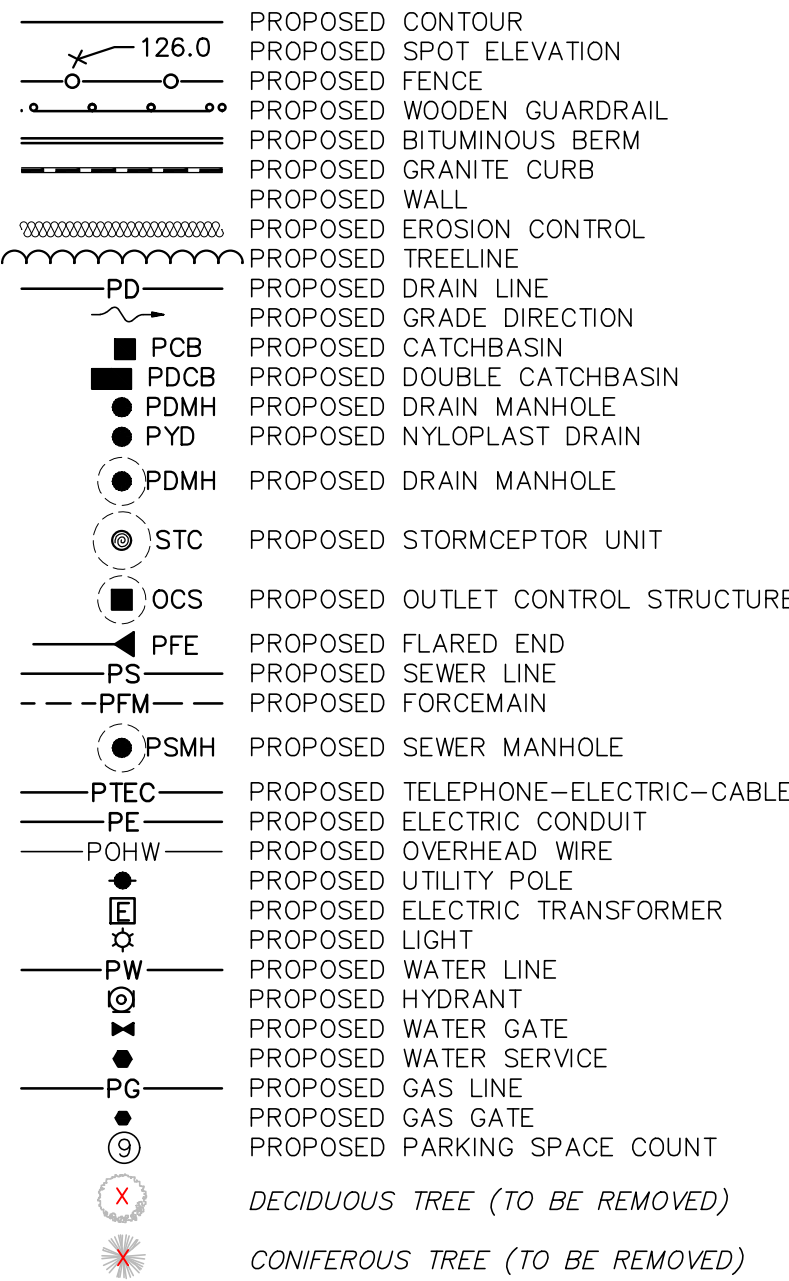 PROPOSED CONTOUR
126.0 PROPOSED SPOT ELEVATION
PROPOSED FENCE
PROPOSED WOODEN GUARDRAIL
PROPOSED BITUMINOUS BERM
PROPOSED GRANITE CURB
PROPOSED WALL
PROPOSED EROSION CONTROL
PROPOSED TREELINE
PD PROPOSED DRAIN LINE
PROPOSED GRADE DIRECTION
PCB PROPOSED CATCHBASIN
PDCB PROPOSED DOUBLE CATCHBASIN
PDMH PROPOSED DRAIN MANHOLE
PYD PROPOSED NYLOPLAST DRAIN
PDMH PROPOSED DRAIN MANHOLE
STC PROPOSED STORMCEPTOR UNIT
OCS PROPOSED OUTLET CONTROL STRUCTURE
PFE PROPOSED FLARED END
PS PROPOSED SEWER LINE
PFM PROPOSED FORCEMAIN
PSMH PROPOSED SEWER MANHOLE
PTEC PROPOSED TELEPHONE-ELECTRIC-CABLE
PE PROPOSED ELECTRIC CONDUIT
POHW PROPOSED OVERHEAD WIRE
PROPOSED UTILITY POLE
E PROPOSED ELECTRIC TRANSFORMER
PROPOSED LIGHT
PW PROPOSED WATER LINE
PROPOSED HYDRANT
PROPOSED WATER GATE
PROPOSED WATER SERVICE
PG PROPOSED GAS LINE
PROPOSED GAS GATE
9 PROPOSED PARKING SPACE COUNT
X DECIDUOUS TREE (TO BE REMOVED)
X CONIFEROUS TREE (TO BE REMOVED)